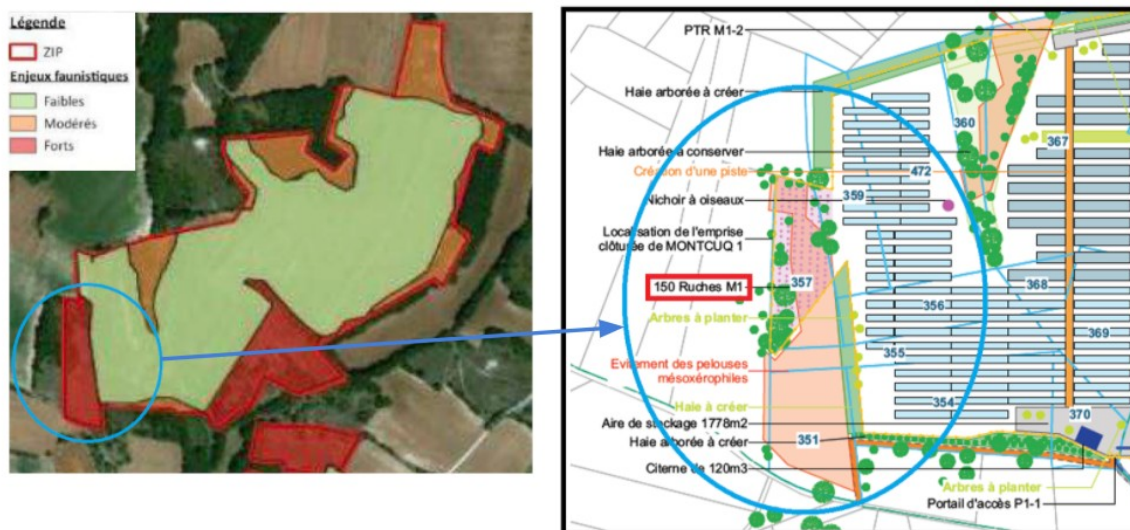 Légende
ZIP
Enjeux faunistiques
Faibles
Modérés
Forts
PTR M1-2
Haie arborée à créer
Haie arborée à conserver
Création d'une piste
Nichoir à oiseaux
Localisation de l'emprise
clôturée de MONTCUQ 1
150 Ruches M1
Arbres à planter
Evitement des pelouses
mésoxérophiles
Haie à créer
Aire de stockage 1778m2
Haie arborée à créer
Citerne de 120m3
Arbres à planter
Portail d'accès P1-1
360
367
472
359
357
368
356
369
355
354
370
351